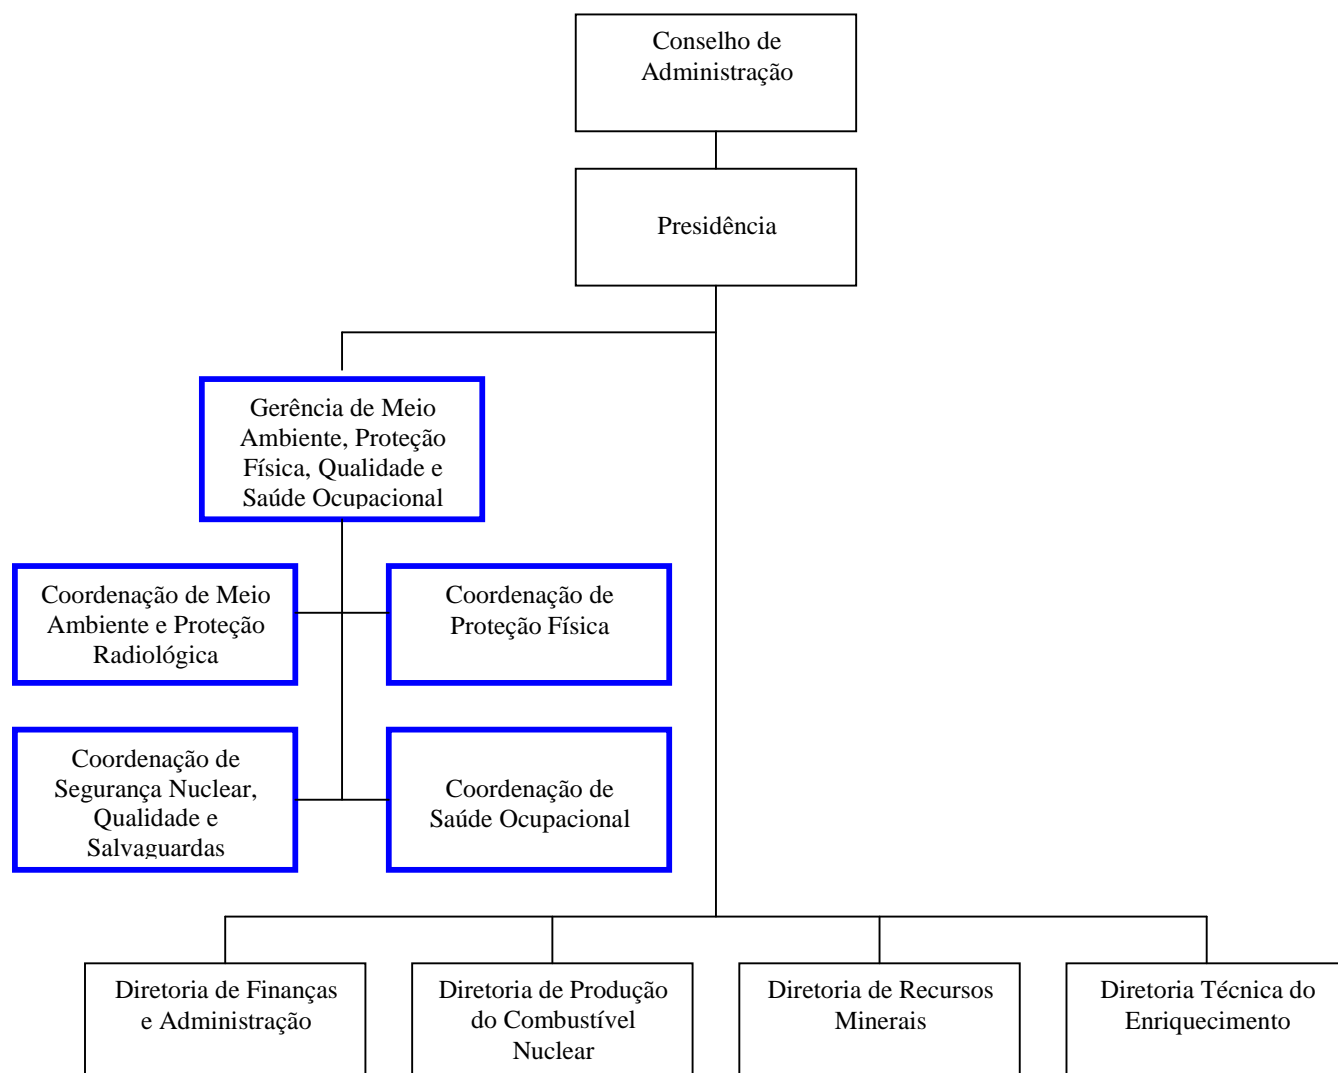 Conselho de
Administração
Presidência
Gerência de Meio
Ambiente, Proteção
Física, Qualidade e
Saúde Ocupacional
Coordenação de Meio
Ambiente e Proteção
Radiológica
Coordenação de
Proteção Física
Coordenação de
Segurança Nuclear,
Qualidade e
Salvaguardas
Coordenação de
Saúde Ocupacional
Diretoria de Finanças
e Administração
Diretoria de Produção
do Combustível
Nuclear
Diretoria de Recursos
Minerais
Diretoria Técnica do
Enriquecimento